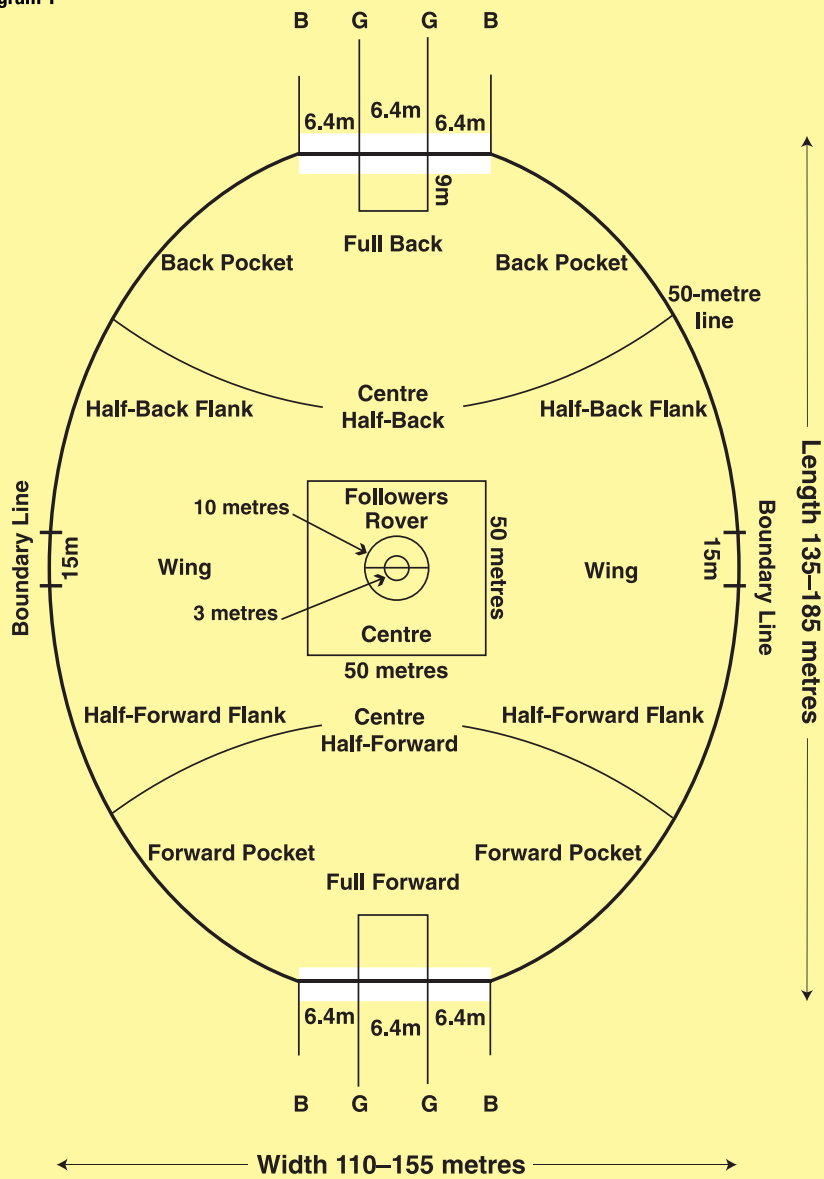 B G G B
6.4m 6.4m 6.4m
9m
Full Back
Back Pocket Back Pocket
50-metre
line
Centre
Half-Back
Half-Back Flank Half-Back Flank
Followers
Rover
10 metres
50 metres
Boundary Line
15m
Wing Wing
15m
Boundary Line
Length 135–185 metres
3 metres
Centre
50 metres
Half-Forward Flank Half-Forward Flank
Centre
Half-Forward
Forward Pocket Forward Pocket
Full Forward
6.4m 6.4m 6.4m
B G G B
Width 110–155 metres